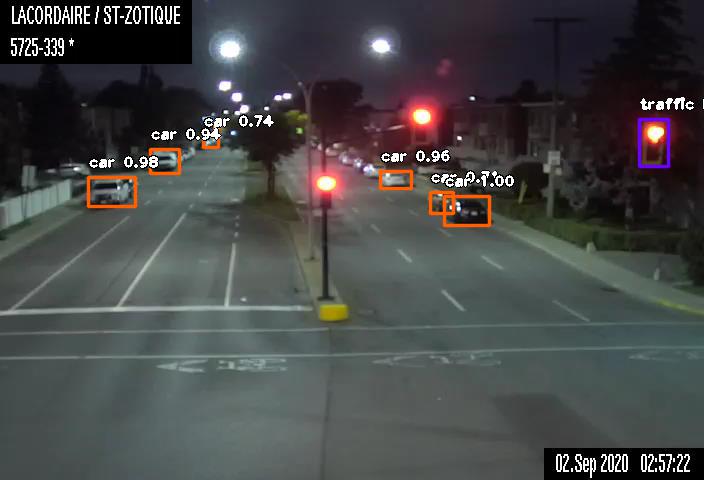 LACORDAIRE / ST-ZOTIQUE
5725-339 *
car 0.74
car 0.94
car 0.98
car 0.96
car 1.00
traffic
02.Sep 2020 02:57:22